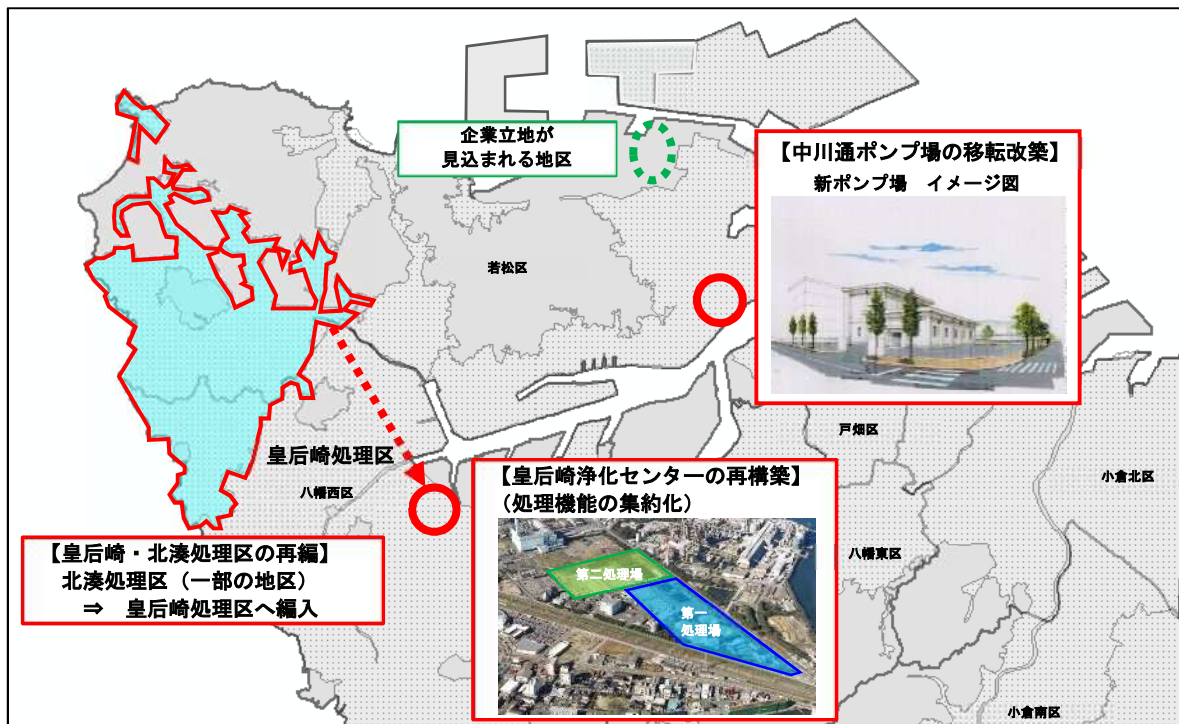 企業立地が
見込まれる地区
【中川通ポンプ場の移転改築】
新ポンプ場　イメージ図
若松区
戸畑区
小倉北区
皇后崎処理区
八幡西区
【皇后崎浄化センターの再構築】
（処理機能の集約化）
第二処理場
第一
処理場
八幡東区
【皇后崎・北湊処理区の再編】
北湊処理区（一部の地区）
⇒　皇后崎処理区へ編入
小倉南区